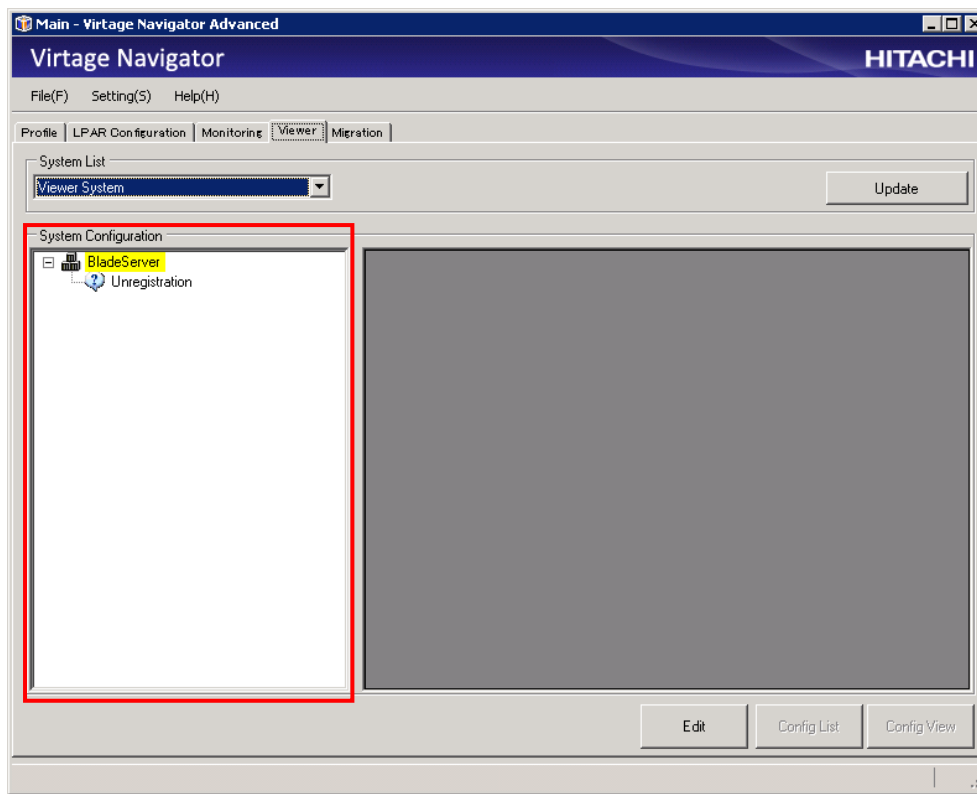 Main - Virtage Navigator Advanced
Virtage Navigator HITACHI
File(F) Setting(S) Help(H)
Profile LPAR Configuration Monitoring Viewer Migration
System List
Viewer System Update
System Configuration
BladeServer
Unregistration
Edit Config List Config View